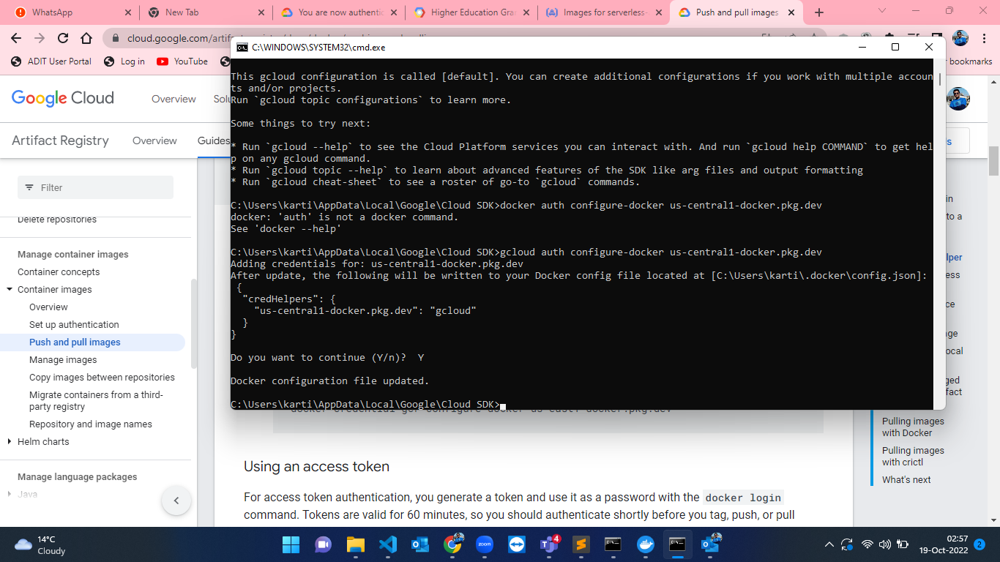 WhatsApp
New Tab
You are now authentic
Higher Education Gra
Images for serverless-
Push and pull images
cloud.google.com/artif
ADIT User Portal
Log in
YouTube
r bookmarks
C:\WINDOWS\SYSTEM32\cmd.exe
This gcloud configuration is called [default]. You can create additional configurations if you work with multiple accoun
ts and/or projects.
Run `gcloud topic configurations` to learn more.
Some things to try next:
* Run `gcloud --help` to see the Cloud Platform services you can interact with. And run `gcloud help COMMAND` to get hel
p on any gcloud command.
* Run `gcloud topic --help` to learn about advanced features of the SDK like arg files and output formatting
* Run `gcloud cheat-sheet` to see a roster of go-to `gcloud` commands.
C:\Users\karti\AppData\Local\Google\Cloud SDK>docker auth configure-docker us-central1-docker.pkg.dev
docker: 'auth' is not a docker command.
See 'docker --help'
C:\Users\karti\AppData\Local\Google\Cloud SDK>gcloud auth configure-docker us-central1-docker.pkg.dev
Adding credentials for: us-central1-docker.pkg.dev
After update, the following will be written to your Docker config file located at [C:\Users\karti\.docker\config.json]:
{
"credHelpers": {
"us-central1-docker.pkg.dev": "gcloud"
}
}
Do you want to continue (Y/n)? Y
Docker configuration file updated.
C:\Users\karti\AppData\Local\Google\Cloud SDK>
Google Cloud
Overview
Solu
Artifact Registry
Overview
Guides
Filter
Delete repositories
Manage container images
Container concepts
Container images
Overview
Set up authentication
Push and pull images
Manage images
Copy images between repositories
Migrate containers from a third-
party registry
Repository and image names
Helm charts
Manage language packages
Java
Using an access token
For access token authentication, you generate a token and use it as a password with the docker login
command. Tokens are valid for 60 minutes, so you should authenticate shortly before you tag, push, or pull
s
in
to a
elper
ess
ce
ge
ocal
ged
fact
Pulling images
with Docker
Pulling images
with crictl
What's next
14°C
Cloudy
zoom
4
02:57
19-Oct-2022
2